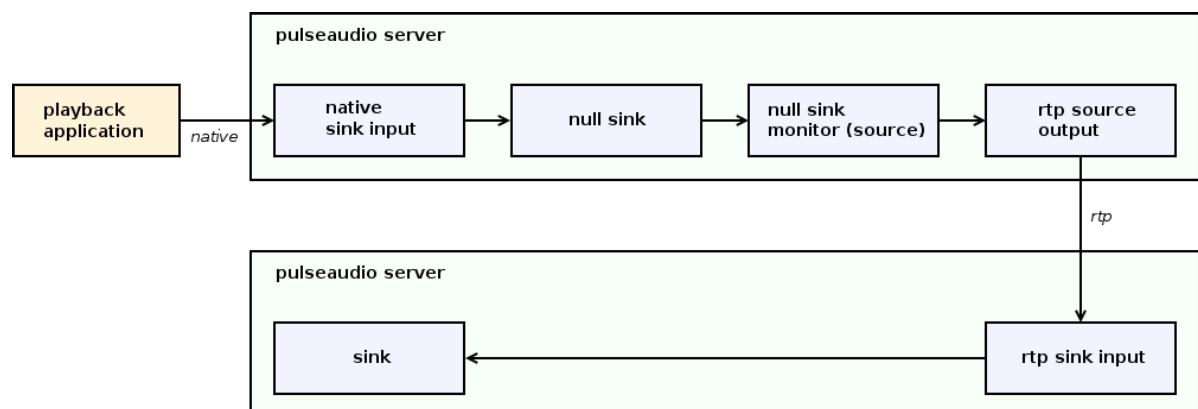 pulseaudio server
playback
application
native
native
sink input
null sink
null sink
monitor (source)
rtp source
output
rtp
pulseaudio server
sink
rtp sink input